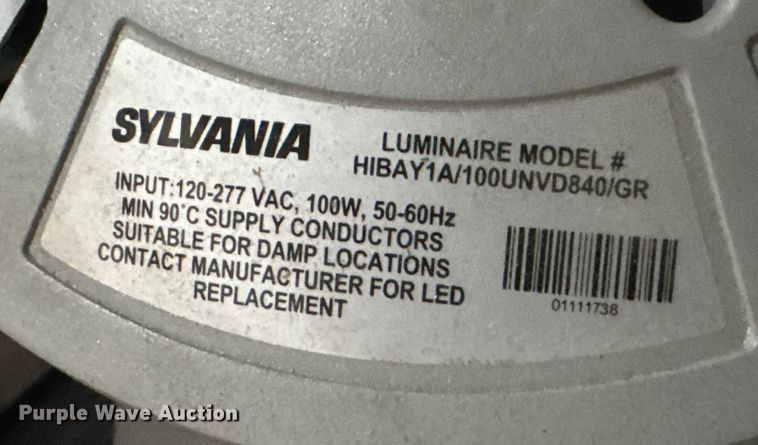 SYLVANIA
LUMINAIRE MODEL #
HIBAY1A/100UNVD840/GR
INPUT:120-277 VAC, 100W, 50-60Hz
MIN 90°C SUPPLY CONDUCTORS
SUITABLE FOR DAMP LOCATIONS
CONTACT MANUFACTURER FOR LED
REPLACEMENT
01111738
Purple Wave Auction